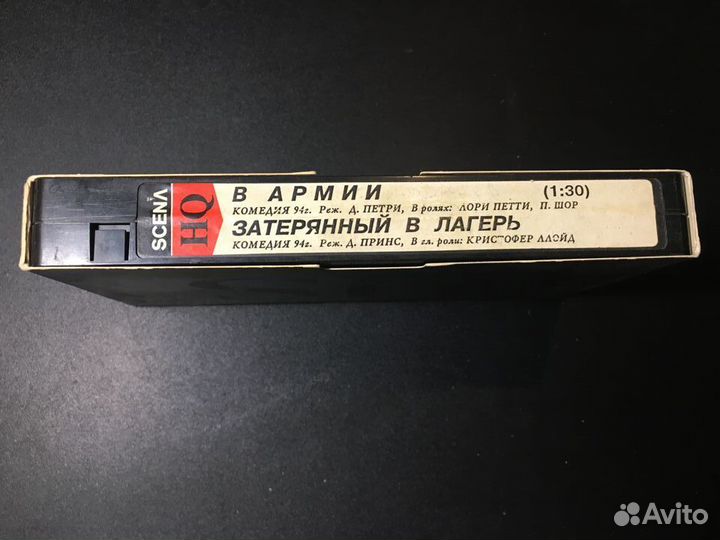 SCENA
HQ
В АРМИИ (1:30)
КОМЕДИЯ 94г. Реж. Д. ПЕТРИ, В ролях: ЛОРИ ПЕТТИ, П. ШОР
ЗАТЕРЯННЫЙ В ЛАГЕРЬ
КОМЕДИЯ 94г. Реж. Д. ПРИНС, В гл. роли: КРИСТОФЕР ЛЛОЙД
Avito